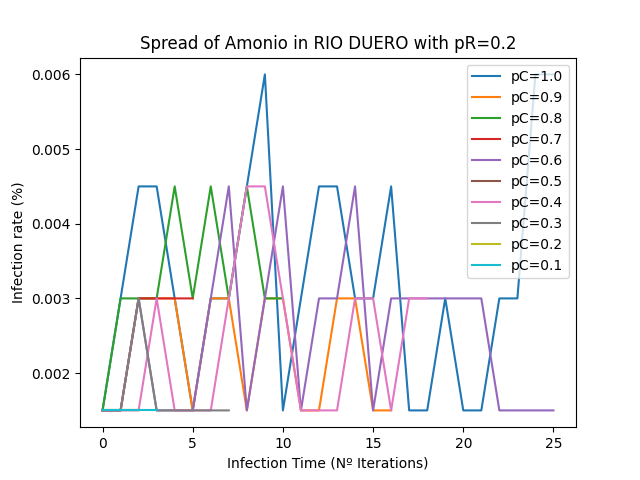 Spread of Amonio in RIO DUERO with pR=0.2
Infection rate (%)
0.006
0.005
0.004
0.003
0.002
0
5
10
15
20
25
Infection Time (Nº Iterations)
pC=1.0
pC=0.9
pC=0.8
pC=0.7
pC=0.6
pC=0.5
pC=0.4
pC=0.3
pC=0.2
pC=0.1